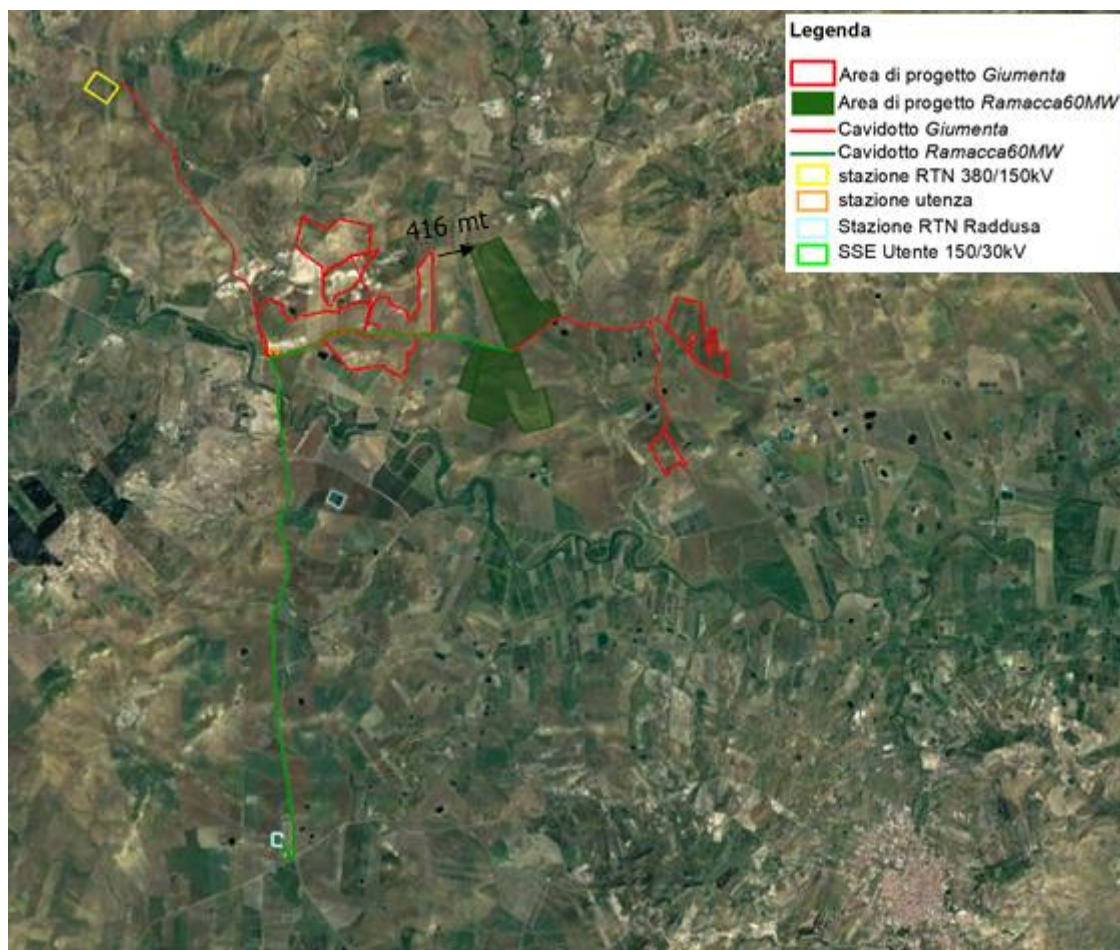 Legenda
Area di progetto Giumenta
Area di progetto Ramacca60MW
Cavidotto Giumenta
Cavidotto Ramacca60MW
stazione RTN 380/150kV
stazione utenza
Stazione RTN Raddusa
SSE Utente 150/30kV
416 mt